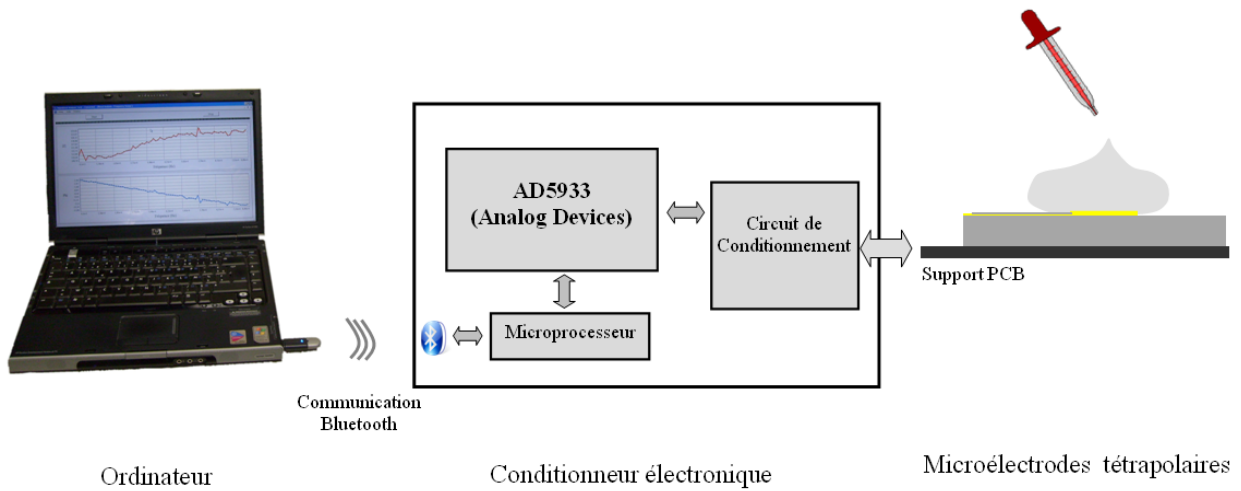 AD5933
(Analog Devices)
Circuit de
Conditionnement
Microprocesseur
Support PCB
Communication
Bluetooth
Ordinateur
Conditionneur électronique
Microélectrodes tétrapolaires